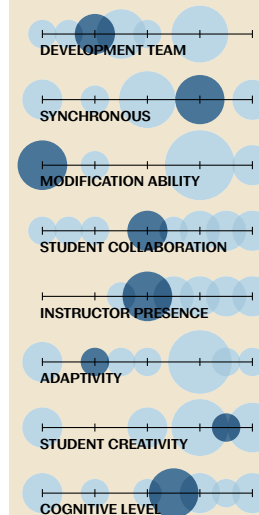 DEVELOPMENT TEAM
SYNCHRONOUS
MODIFICATION ABILITY
STUDENT COLLABORATION
INSTRUCTOR PRESENCE
ADAPTIVITY
STUDENT CREATIVITY
COGNITIVE LEVEL